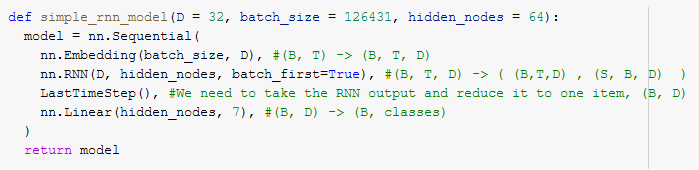 def simple_rnn_model(D = 32, batch_size = 126431, hidden_nodes = 64):
  model = nn.Sequential(
    nn.Embedding(batch_size, D), #(B, T) -> (B, T, D)
    nn.RNN(D, hidden_nodes, batch_first=True), #(B, T, D) -> ( (B,T,D) , (S, B, D)  )
    LastTimeStep(), #We need to take the RNN output and reduce it to one item, (B, D)
    nn.Linear(hidden_nodes, 7), #(B, D) -> (B, classes)
  )
  return model